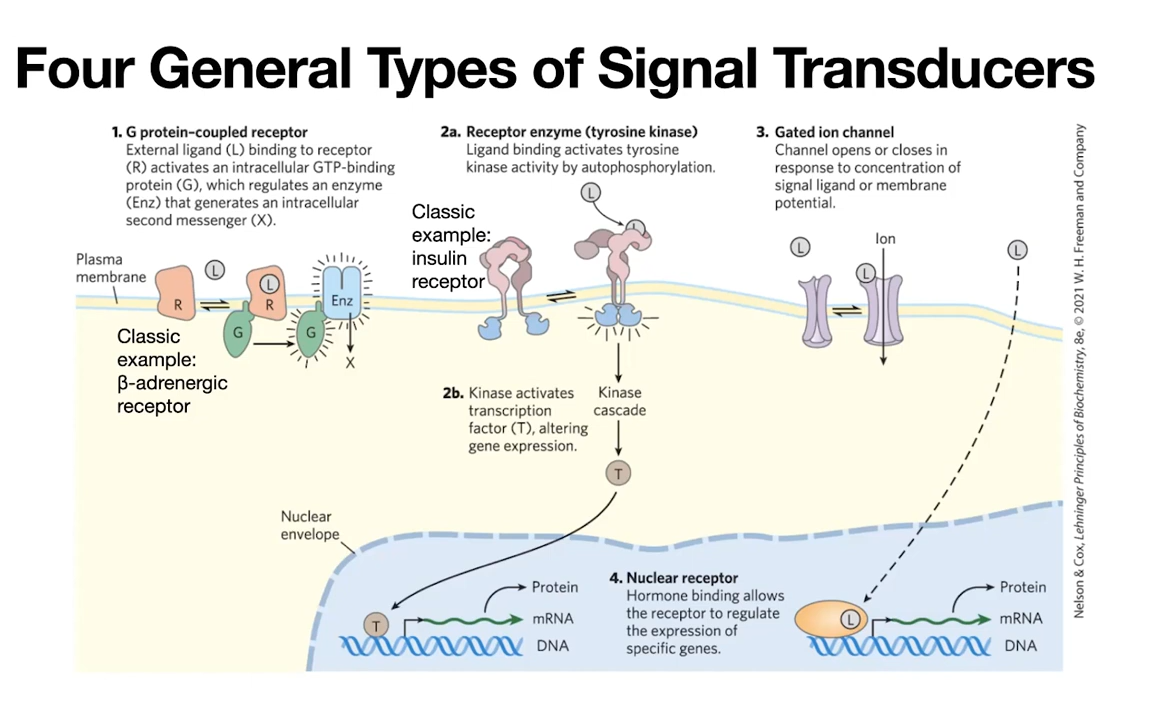 Four General Types of Signal Transducers
1. G protein–coupled receptor
External ligand (L) binding to receptor
(R) activates an intracellular GTP-binding
protein (G), which regulates an enzyme
(Enz) that generates an intracellular
second messenger (X).
2a. Receptor enzyme (tyrosine kinase)
Ligand binding activates tyrosine
kinase activity by autophosphorylation.
3. Gated ion channel
Channel opens or closes in
response to concentration of
signal ligand or membrane
potential.
Classic
example:
insulin
receptor
Plasma
membrane
L
R
L
R
G
G
Enz
X
Classic
example:
β-adrenergic
receptor
L
L
L
Ion
L
L
2b. Kinase activates
transcription
factor (T), altering
gene expression.
Kinase
cascade
T
Nuclear
envelope
T
Protein
mRNA
DNA
4. Nuclear receptor
Hormone binding allows
the receptor to regulate
the expression of
specific genes.
L
Protein
mRNA
DNA
Nelson & Cox, Lehninger Principles of Biochemistry, 8e, © 2021 W. H. Freeman and Company